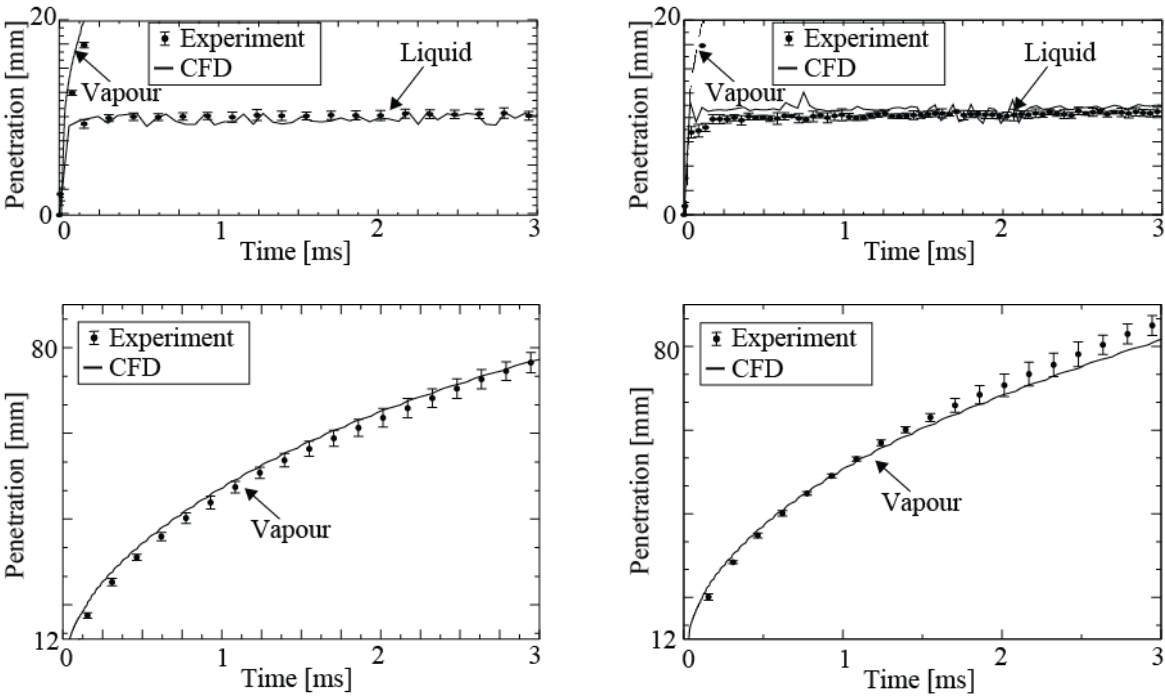 20
Penetration [mm]
0
Experiment
CFD
Vapour
Liquid
0 1 2 3
Time [ms]
20
Penetration [mm]
0
Experiment
CFD
Vapour
Liquid
0 1 2 3
Time [ms]
80
Penetration [mm]
12
Experiment
CFD
Vapour
0 1 2 3
Time [ms]
80
Penetration [mm]
12
Experiment
CFD
Vapour
0 1 2 3
Time [ms]